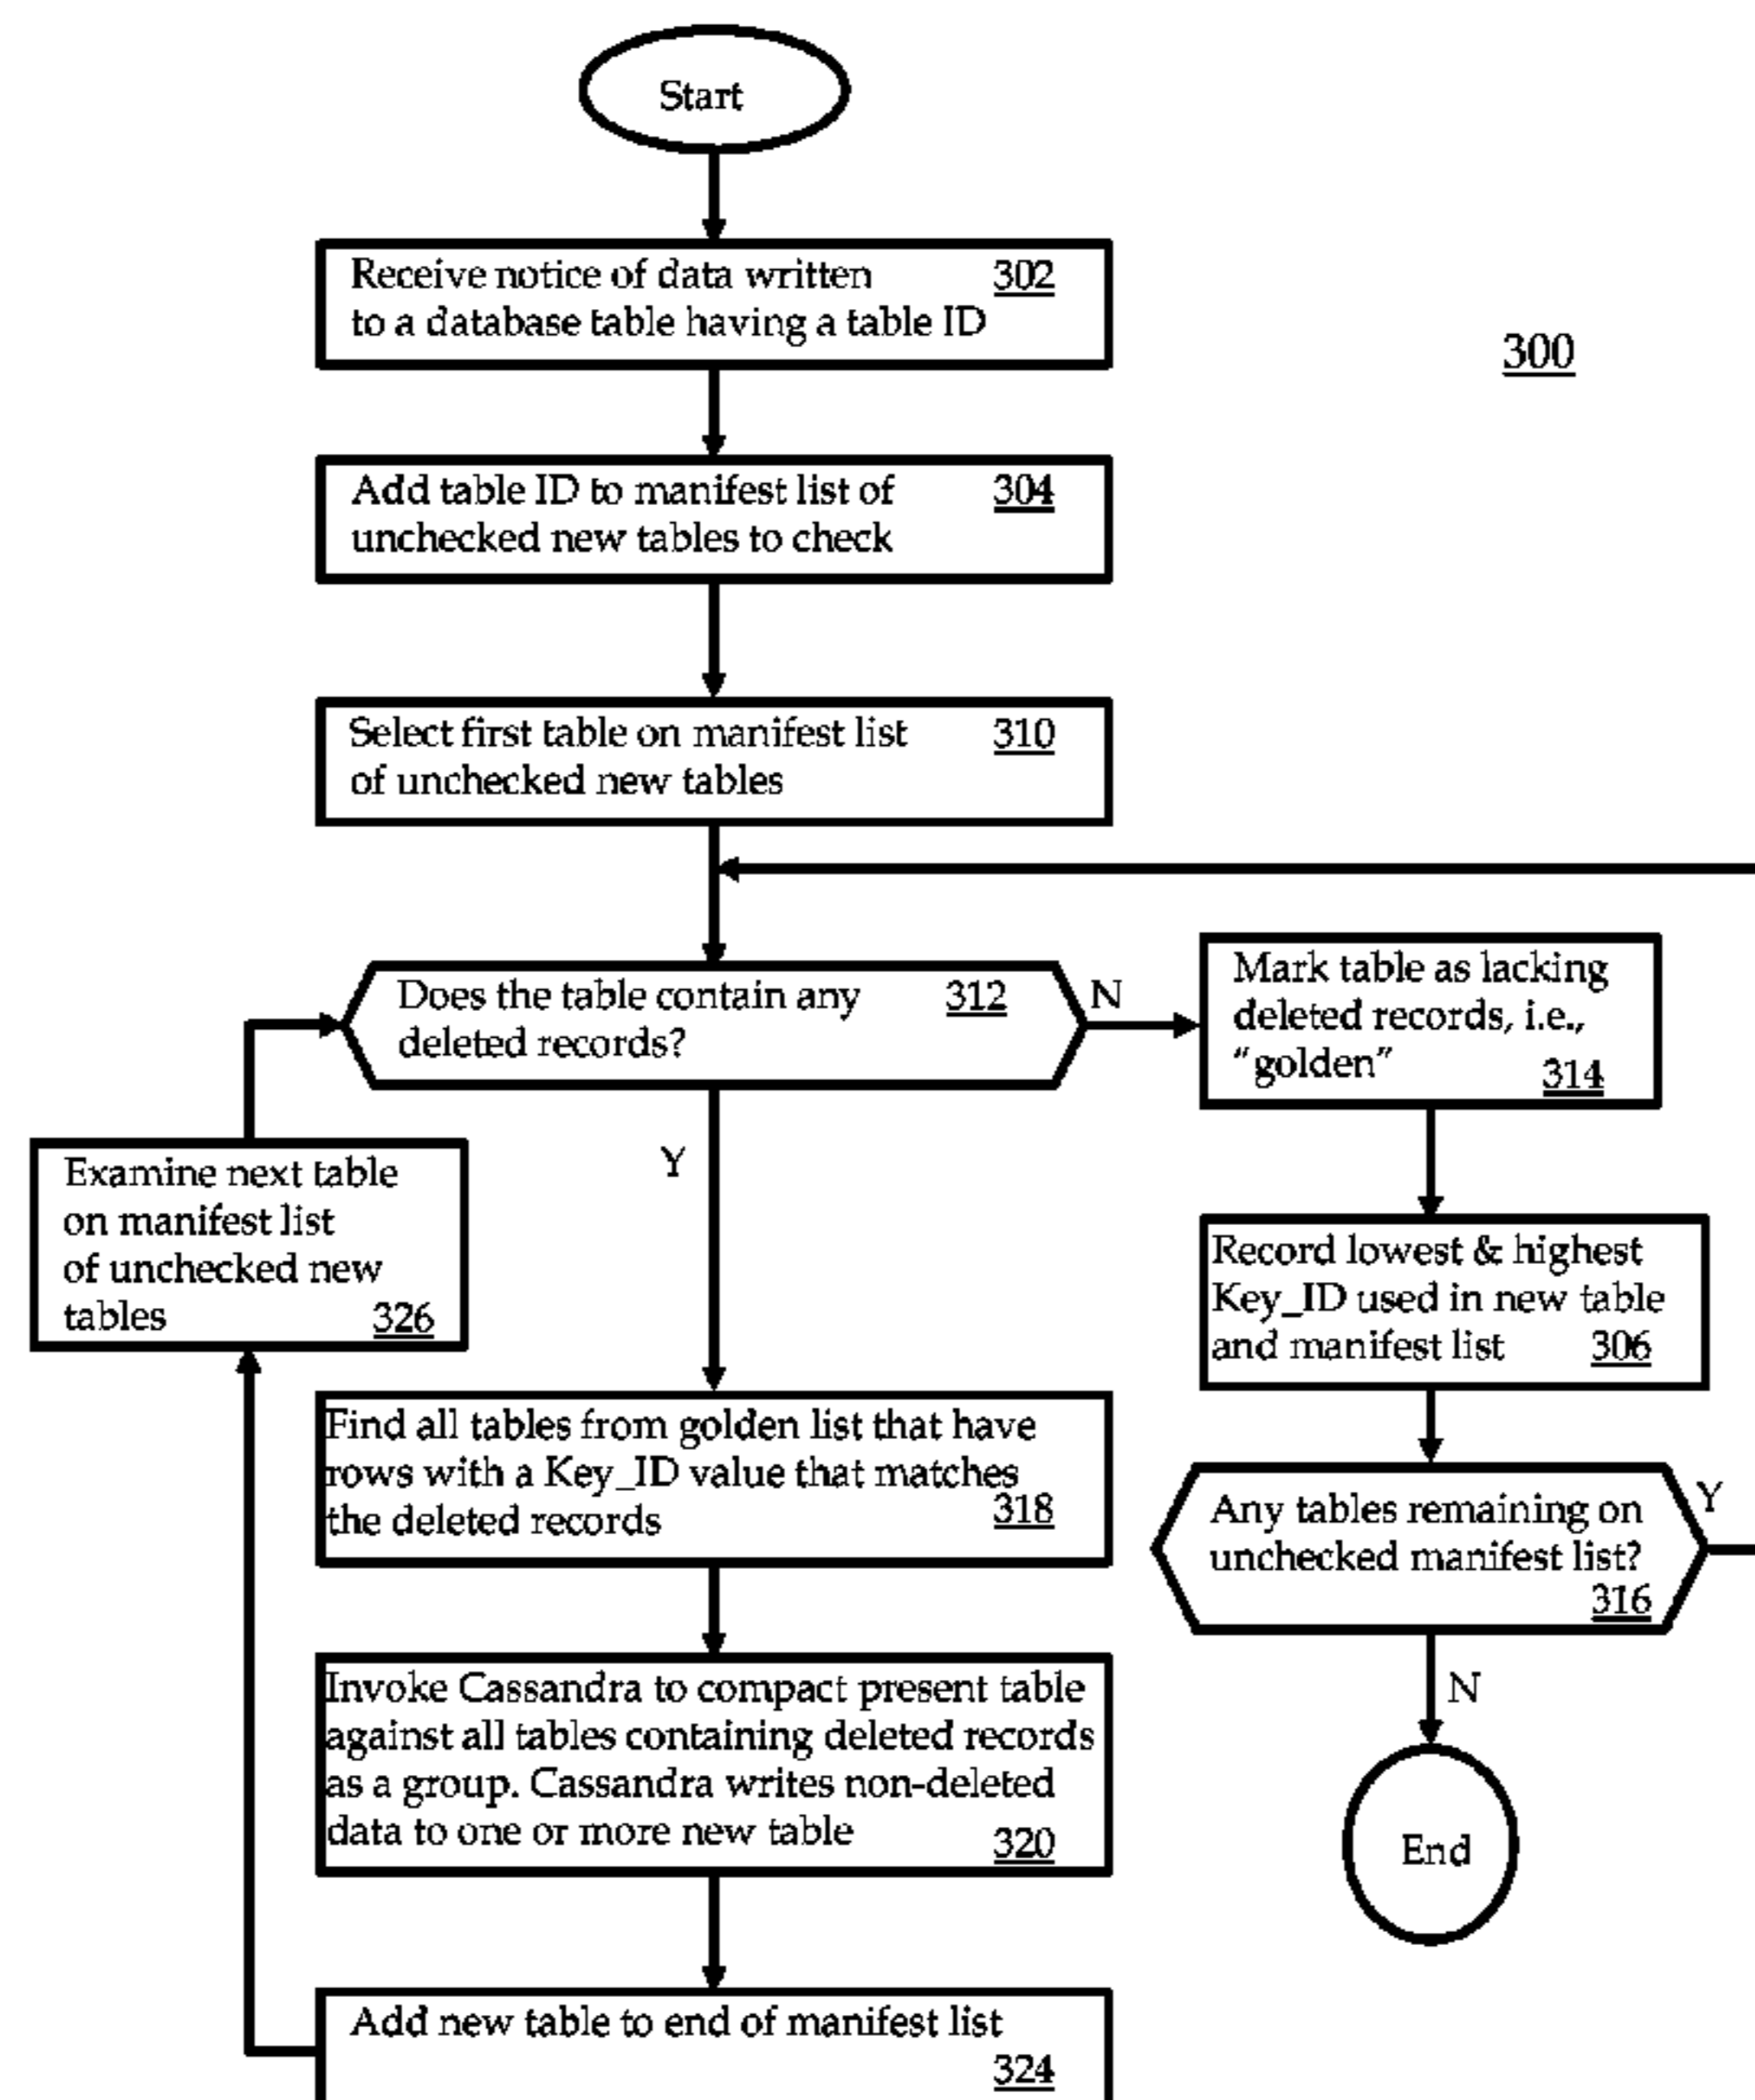 Start
Receive notice of data written 302
to a database table having a table ID
300
Add table ID to manifest list of 304
unchecked new tables to check
Select first table on manifest list 310
of unchecked new tables
Does the table contain any 312
deleted records?
N
Mark table as lacking
deleted records, i.e.,
"golden" 314
Y
Examine next table
on manifest list
of unchecked new
tables 326
Record lowest & highest
Key_ID used in new table
and manifest list 306
Find all tables from golden list that have
rows with a Key_ID value that matches
the deleted records 318
Any tables remaining on
unchecked manifest list?
316
Y
N
Invoke Cassandra to compact present table
against all tables containing deleted records
as a group. Cassandra writes non-deleted
data to one or more new table 320
End
Add new table to end of manifest list
324